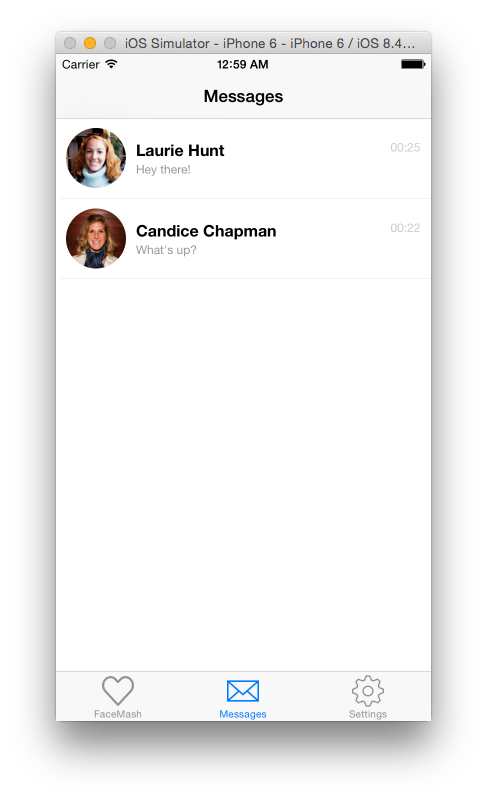 iOS Simulator - iPhone 6 - iPhone 6 / iOS 8.4…
Carrier 12:59 AM
Messages
Laurie Hunt 00:25
Hey there!
Candice Chapman 00:22
What's up?
FaceMash Messages Settings